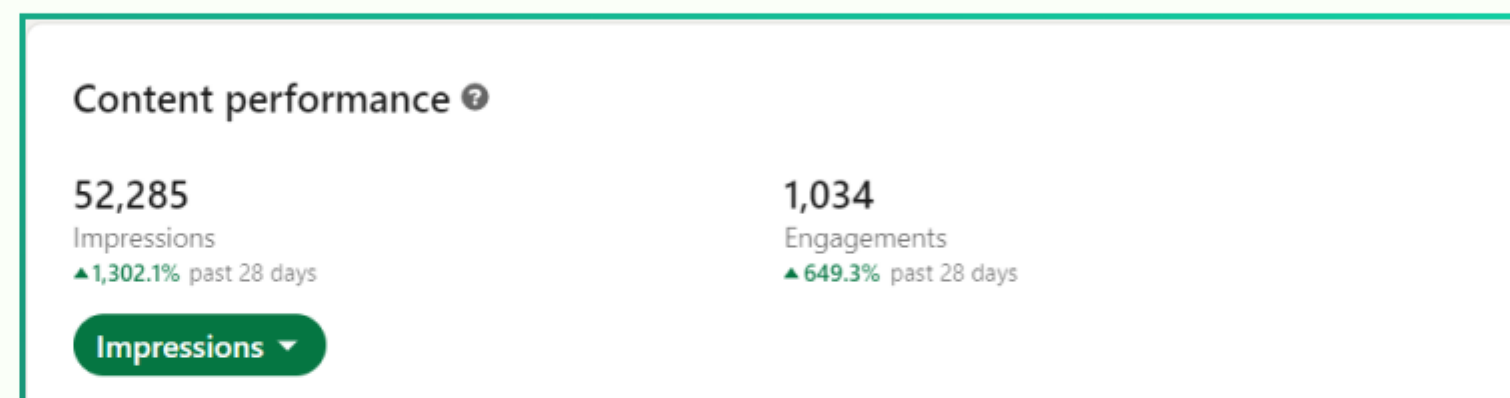 Content performance
52,285
Impressions
1,302.1% past 28 days
1,034
Engagements
649.3% past 28 days
Impressions